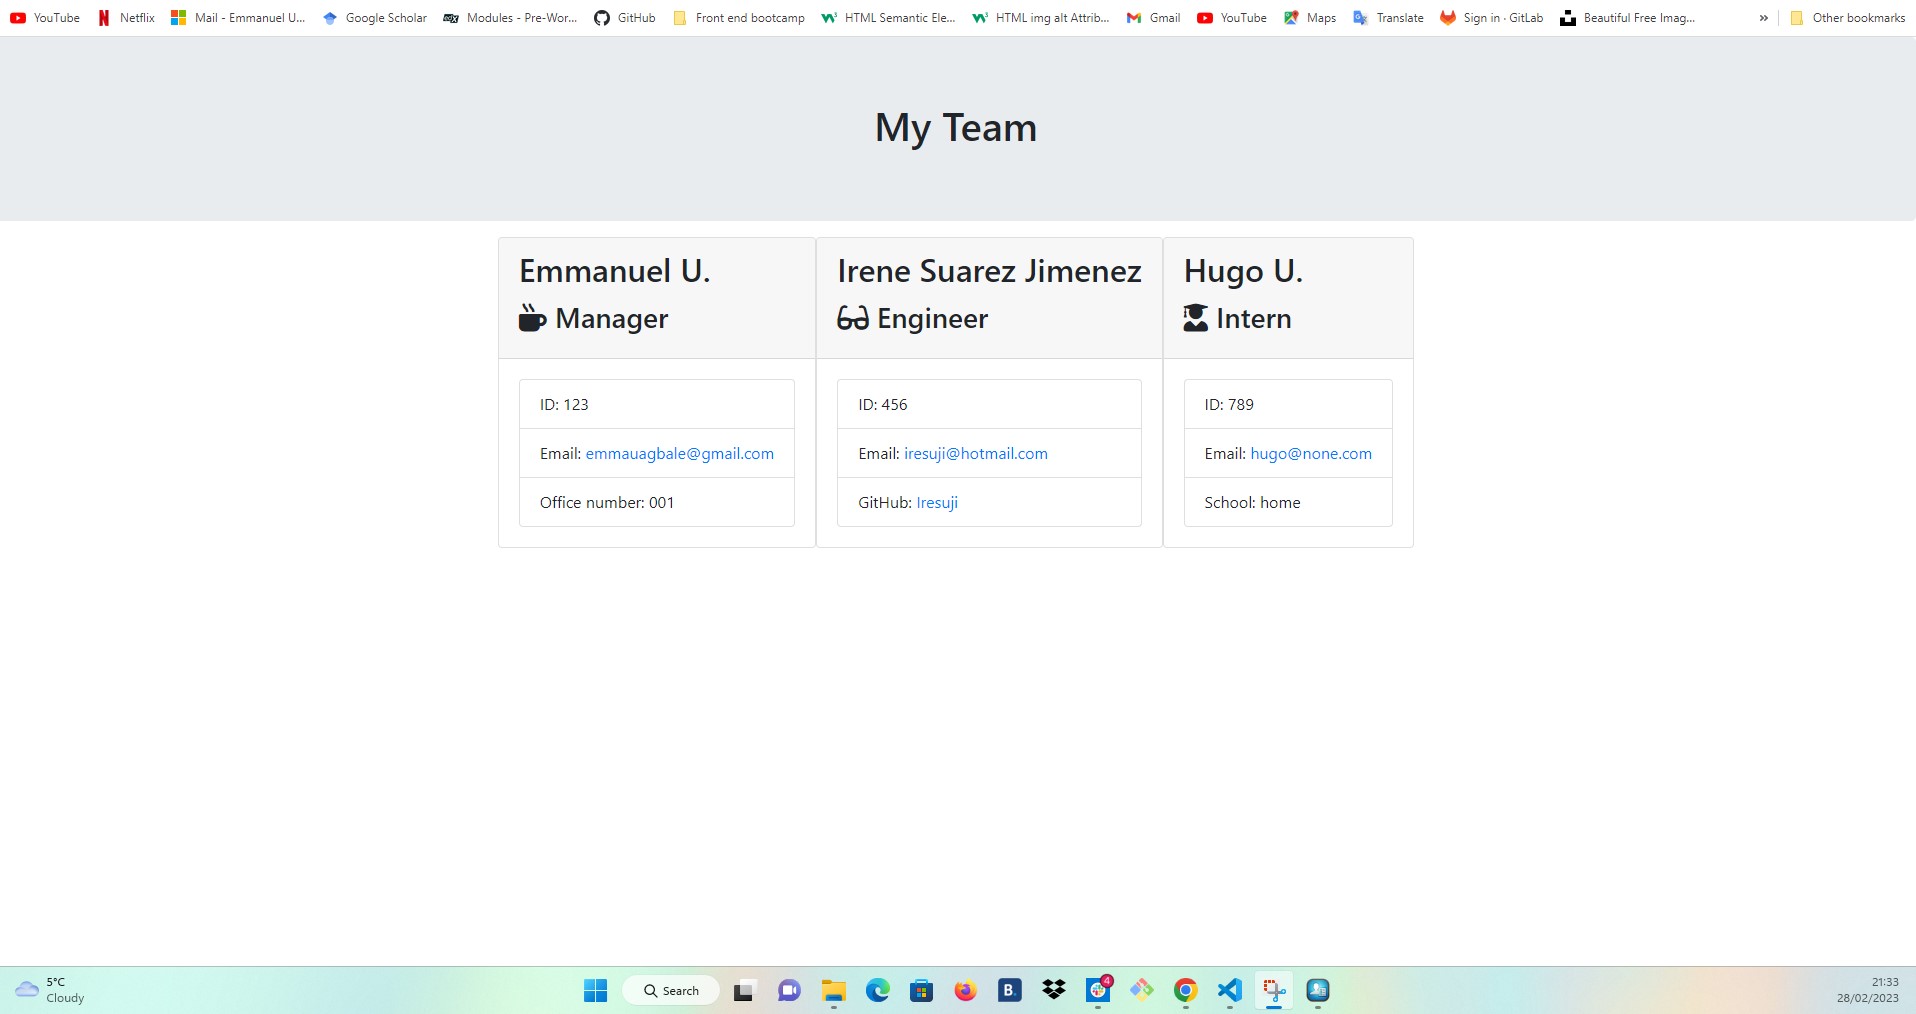 YouTube Netflix Mail - Emmanuel U... Google Scholar Modules - Pre-Wor... GitHub Front end bootcamp HTML Semantic Ele... HTML img alt Attrib... Gmail YouTube Maps Translate Sign in · GitLab Beautiful Free Imag... » Other bookmarks
My Team
Emmanuel U.
Manager
ID: 123
Email: emmauagbale@gmail.com
Office number: 001
Irene Suarez Jimenez
Engineer
ID: 456
Email: iresuji@hotmail.com
GitHub: Iresuji
Hugo U.
Intern
ID: 789
Email: hugo@none.com
School: home
5°C
Cloudy
Search
B.
4
21:33
28/02/2023